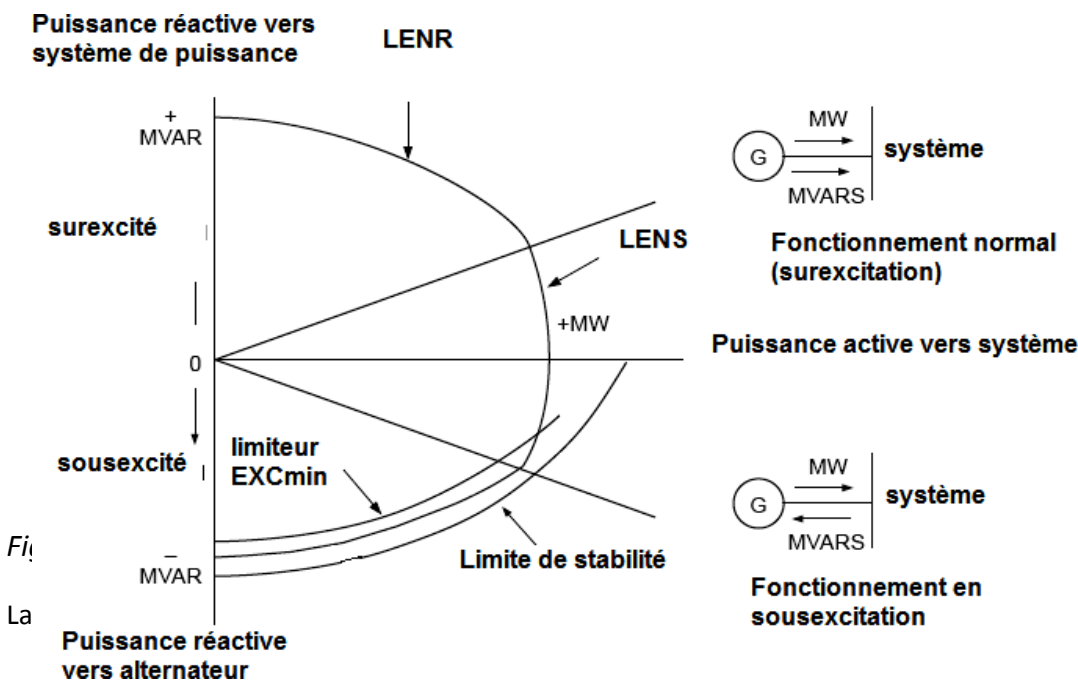 Puissance réactive vers
système de puissance
LENR
+
MVAR
surexcité
0
sousexcité
limiteur
EXCmin
LENS
+MW
Limite de stabilité
–
MVAR
La
Puissance réactive
vers alternateur
MW
G
système
MVARS
Fonctionnement normal
(surexcitation)
Puissance active vers système
MW
G
système
MVARS
Fonctionnement en
sousexcitation